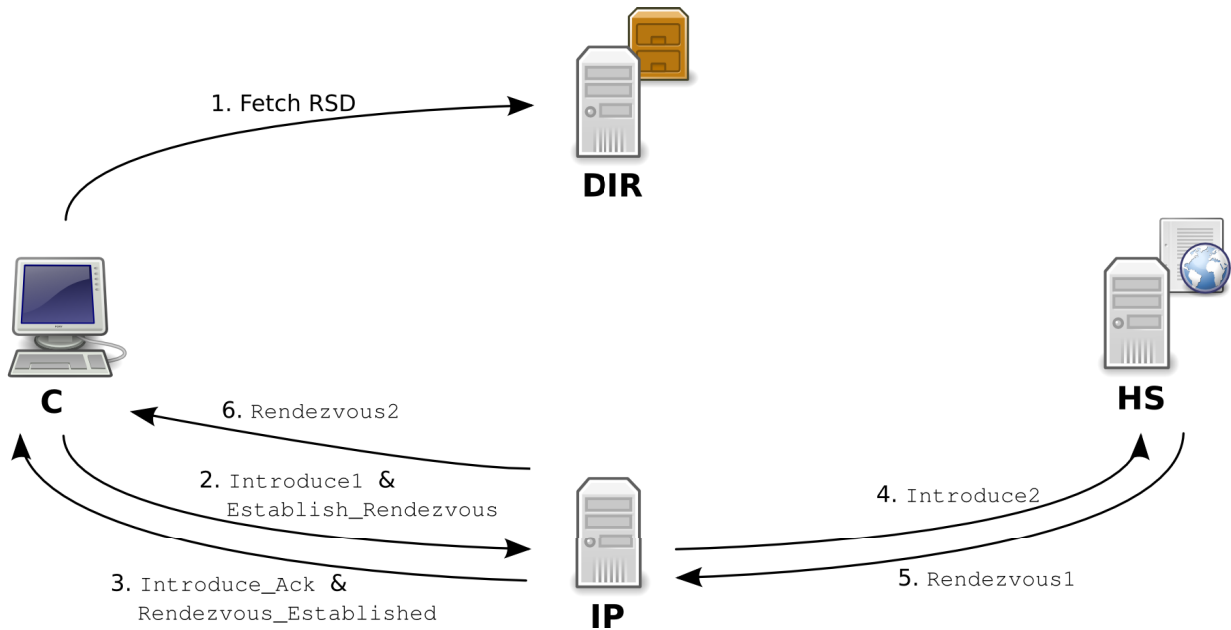 1. Fetch RSD
DIR
C
HS
6. Rendezvous2
2. Introduce1 &
Establish_Rendezvous
4. Introduce2
3. Introduce_Ack &
Rendezvous_Established
5. Rendezvous1
IP